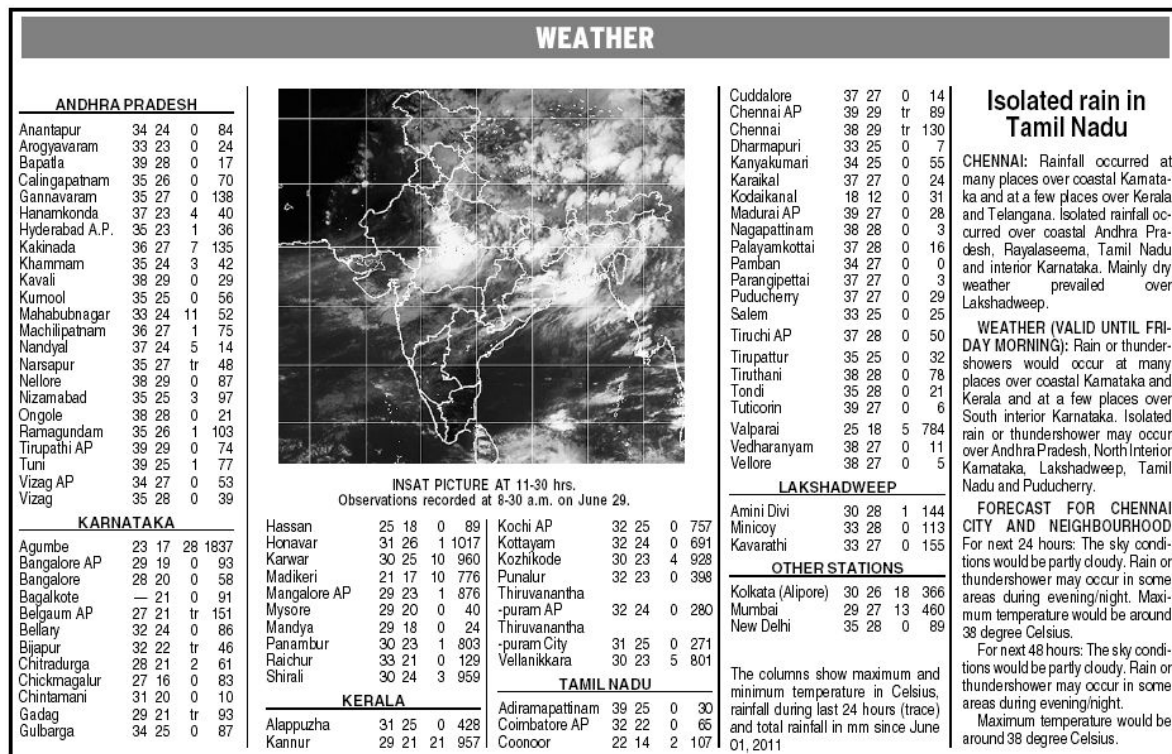 WEATHER
ANDHRA PRADESH
Anantapur 34 24 0 84
Arogyavaram 33 23 0 24
Bapatla 39 28 0 17
Calingapatnam 35 26 0 70
Gannavaram 35 27 0 138
Hanamkonda 37 23 4 40
Hyderabad A.P. 35 23 1 36
Kakinada 36 27 7 135
Khammam 35 24 3 42
Kavali 38 29 0 29
Kurnool 35 25 0 56
Mahabubnagar 33 24 11 52
Machilipatnam 36 27 1 75
Nandyal 37 24 5 14
Narsapur 35 27 tr 48
Nellore 38 29 0 87
Nizamabad 35 25 3 97
Ongole 38 28 0 21
Ramagundam 35 26 1 103
Tirupathi AP 39 29 0 74
Tuni 39 25 1 77
Vizag AP 34 27 0 53
Vizag 35 28 0 39
KARNATAKA
Agumbe 23 17 28 1837
Bangalore AP 29 19 0 93
Bangalore 28 20 0 58
Bagalkote — 21 0 91
Belgaum AP 27 21 tr 151
Bellary 32 24 0 86
Bijapur 32 22 tr 46
Chitradurga 28 21 2 61
Chickmagalur 27 16 0 83
Chintamani 31 20 0 10
Gadag 29 21 tr 93
Gulbarga 34 25 0 87
INSAT PICTURE AT 11-30 hrs.
Observations recorded at 8-30 a.m. on June 29.
Hassan 25 18 0 89
Honavar 31 26 1 1017
Karwar 30 25 10 960
Madikeri 21 17 10 776
Mangalore AP 29 23 1 876
Mysore 29 20 0 40
Mandya 29 18 0 24
Panambur 30 23 1 803
Raichur 33 21 0 129
Shirali 30 24 3 959
KERALA
Alappuzha 31 25 0 428
Kannur 29 21 21 957
Kochi AP 32 25 0 757
Kottayam 32 24 0 691
Kozhikode 30 23 4 928
Punalur 32 23 0 398
Thiruvanantha
-puram AP 32 24 0 280
Thiruvanantha
-puram City 31 25 0 271
Vellanikkara 30 23 5 801
TAMIL NADU
Adiramapattinam 39 25 0 30
Coimbatore AP 32 22 0 65
Coonoor 22 14 2 107
Cuddalore 37 27 0 14
Chennai AP 39 29 tr 89
Chennai 38 29 tr 130
Dharmapuri 33 25 0 7
Kanyakumari 34 25 0 55
Karaikal 37 27 0 24
Kodaikanal 18 12 0 31
Madurai AP 39 27 0 28
Nagapattinam 38 28 0 3
Palayamkottai 37 28 0 16
Pamban 34 27 0 0
Parangipettai 37 27 0 3
Puducherry 37 27 0 29
Salem 33 25 0 25
Tiruchi AP 37 28 0 50
Tirupattur 35 25 0 32
Tiruthani 38 28 0 78
Tondi 35 28 0 21
Tuticorin 39 27 0 6
Valparai 25 18 5 784
Vedharanyam 38 27 0 11
Vellore 38 27 0 5
LAKSHADWEEP
Amini Divi 30 28 1 144
Minicoy 33 28 0 113
Kavarathi 33 27 0 155
OTHER STATIONS
Kolkata (Alipore) 30 26 18 366
Mumbai 29 27 13 460
New Delhi 35 28 0 89
The columns show maximum and
minimum temperature in Celsius,
rainfall during last 24 hours (trace)
and total rainfall in mm since June
01, 2011
Isolated rain in
Tamil Nadu
CHENNAI: Rainfall occurred at
many places over coastal Karnata-
ka and at a few places over Kerala
and Telangana. Isolated rainfall oc-
curred over coastal Andhra Pra-
desh, Rayalaseema, Tamil Nadu
and interior Karnataka. Mainly dry
weather prevailed over
Lakshadweep.
WEATHER (VALID UNTIL FRI-
DAY MORNING): Rain or thunder-
showers would occur at many
places over coastal Karnataka and
Kerala and at a few places over
South interior Karnataka. Isolated
rain or thundershower may occur
over Andhra Pradesh, North Interior
Karnataka, Lakshadweep, Tamil
Nadu and Puducherry.
FORECAST FOR CHENNAI
CITY AND NEIGHBOURHOOD
For next 24 hours: The sky condi-
tions would be partly cloudy. Rain or
thundershower may occur in some
areas during evening/night. Maxi-
mum temperature would be around
38 degree Celsius.
For next 48 hours: The sky condi-
tions would be partly cloudy. Rain or
thundershower may occur in some
areas during evening/night.
Maximum temperature would be
around 38 degree Celsius.